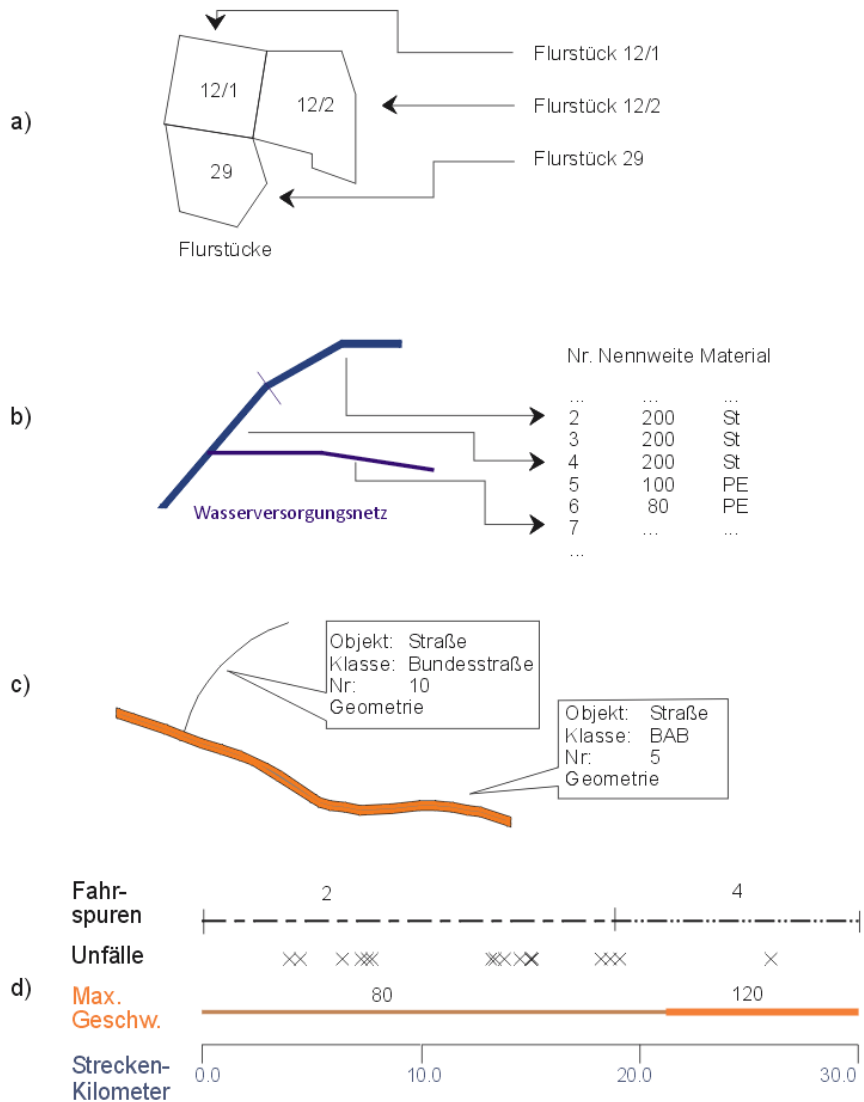 a)
12/1
12/2
29
Flurstücke
Flurstück 12/1
Flurstück 12/2
Flurstück 29
b)
Wasserversorgungsnetz
Nr. Nennweite Material
... ... ...
2 200 St
3 200 St
4 200 St
5 100 PE
6 80 PE
7 ... ...
...
c)
Objekt: Straße
Klasse: Bundesstraße
Nr: 10
Geometrie
Objekt: Straße
Klasse: BAB
Nr: 5
Geometrie
d)
Fahr-
spuren
2 4
Unfälle
Max.
Geschw.
80 120
Strecken-
Kilometer
0.0 10.0 20.0 30.0